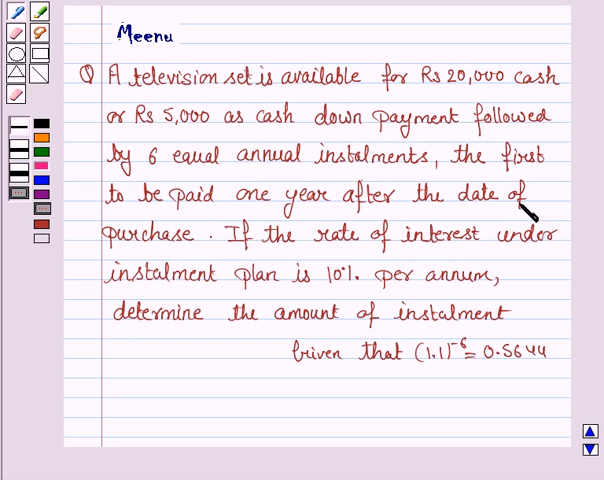 Meenu
Q A television set is available for Rs 20,000 cash
or Rs 5,000 as cash down payment followed
by 6 equal annual instalments, the first
to be paid one year after the date of
purchase. If the rate of interest under
instalment plan is 10%. per annum,
determine the amount of instalment
Given that (1.1)⁻⁶ = 0.5644